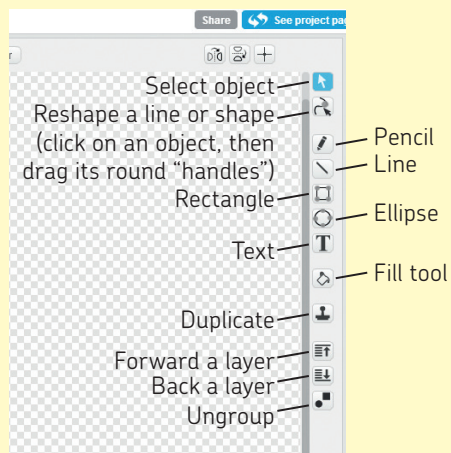 Share
See project pag
r
Select object
Reshape a line or shape
(click on an object, then
drag its round “handles”)
Pencil
Line
Rectangle
Ellipse
Text
T
Fill tool
Duplicate
Forward a layer
Back a layer
Ungroup